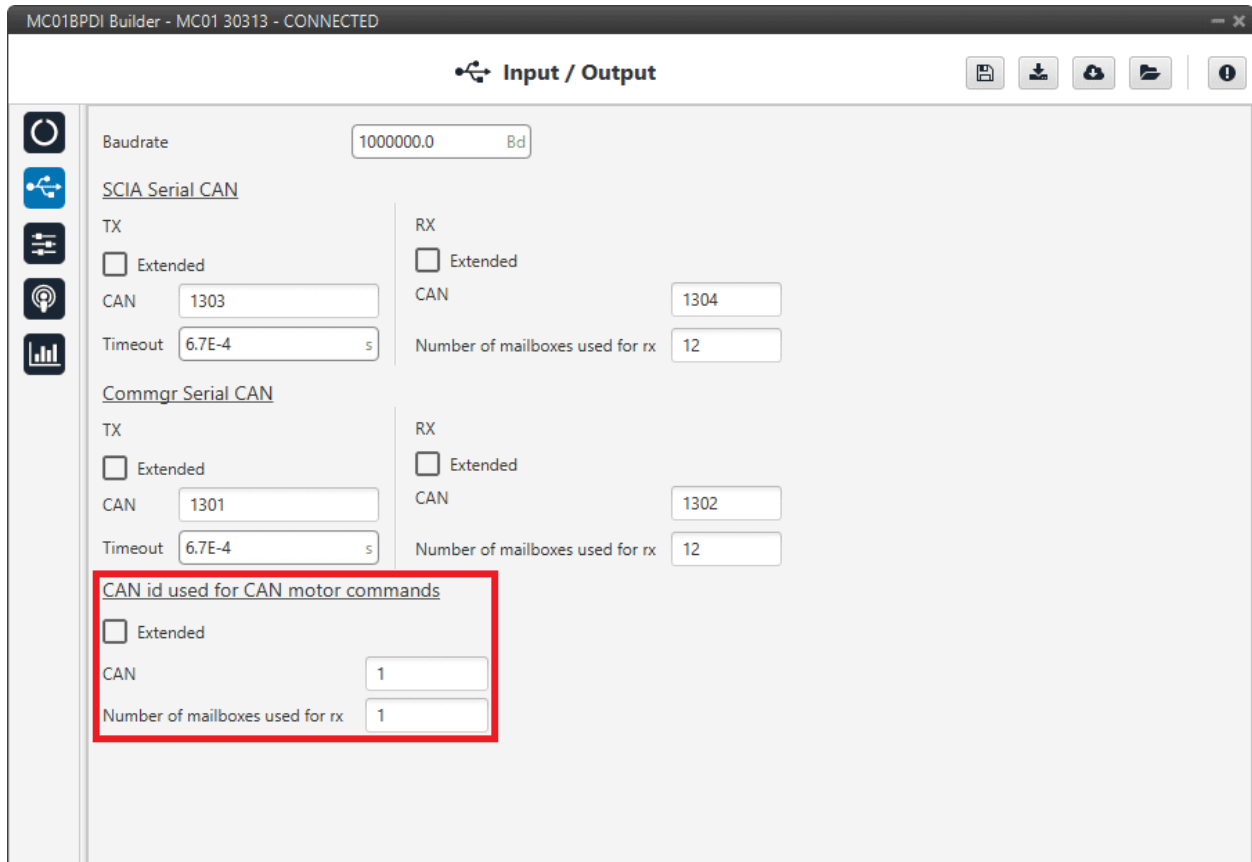 MC01BPDI Builder - MC01 30313 - CONNECTED
Input / Output
Baudrate 1000000.0 Bd
SCIA Serial CAN
TX
Extended
CAN 1303
Timeout 6.7E-4 s
RX
Extended
CAN 1304
Number of mailboxes used for rx 12
Commgr Serial CAN
TX
Extended
CAN 1301
Timeout 6.7E-4 s
RX
Extended
CAN 1302
Number of mailboxes used for rx 12
CAN id used for CAN motor commands
Extended
CAN 1
Number of mailboxes used for rx 1